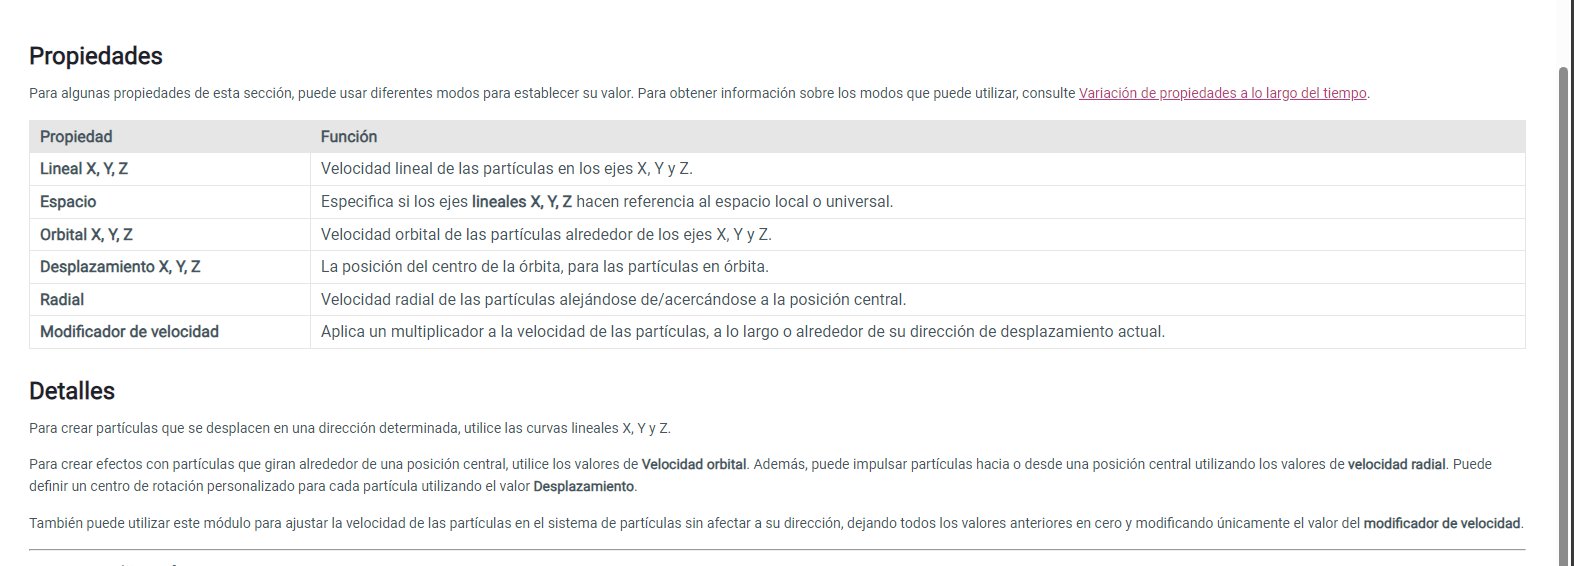 Propiedades
Para algunas propiedades de esta sección, puede usar diferentes modos para establecer su valor. Para obtener información sobre los modos que puede utilizar, consulte Variación de propiedades a lo largo del tiempo.
Propiedad Función
Lineal X, Y, Z Velocidad lineal de las partículas en los ejes X, Y y Z.
Espacio Especifica si los ejes lineales X, Y, Z hacen referencia al espacio local o universal.
Orbital X, Y, Z Velocidad orbital de las partículas alrededor de los ejes X, Y y Z.
Desplazamiento X, Y, Z La posición del centro de la órbita, para las partículas en órbita.
Radial Velocidad radial de las partículas alejándose de/acercándose a la posición central.
Modificador de velocidad Aplica un multiplicador a la velocidad de las partículas, a lo largo o alrededor de su dirección de desplazamiento actual.
Detalles
Para crear partículas que se desplacen en una dirección determinada, utilice las curvas lineales X, Y y Z.
Para crear efectos con partículas que giran alrededor de una posición central, utilice los valores de Velocidad orbital. Además, puede impulsar partículas hacia o desde una posición central utilizando los valores de velocidad radial. Puede
definir un centro de rotación personalizado para cada partícula utilizando el valor Desplazamiento.
También puede utilizar este módulo para ajustar la velocidad de las partículas en el sistema de partículas sin afectar a su dirección, dejando todos los valores anteriores en cero y modificando únicamente el valor del modificador de velocidad.